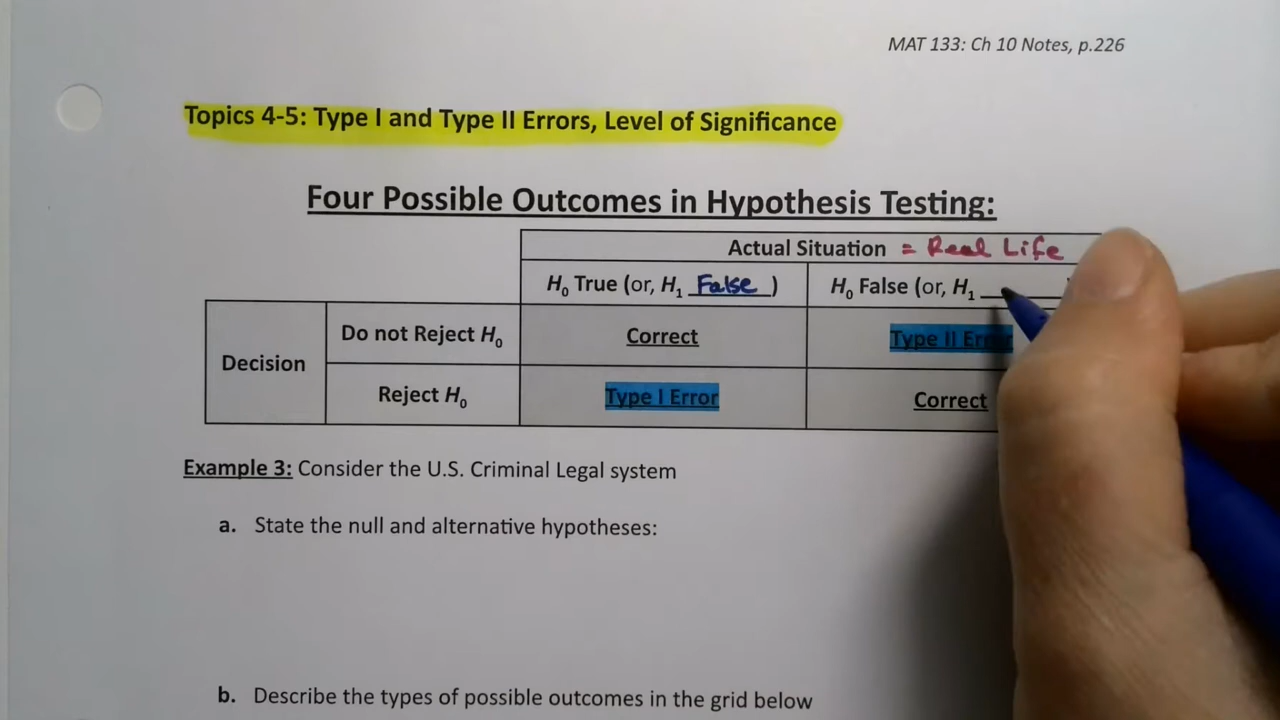 MAT 133: Ch 10 Notes, p.226
Topics 4-5: Type I and Type II Errors, Level of Significance
Four Possible Outcomes in Hypothesis Testing:
Actual Situation = Real Life
H₀ True (or, H₁ False )
H₀ False (or, H₁
Decision
Do not Reject H₀
Correct
Type II Error
Reject H₀
Type I Error
Correct
Example 3: Consider the U.S. Criminal Legal system
a. State the null and alternative hypotheses:
b. Describe the types of possible outcomes in the grid below